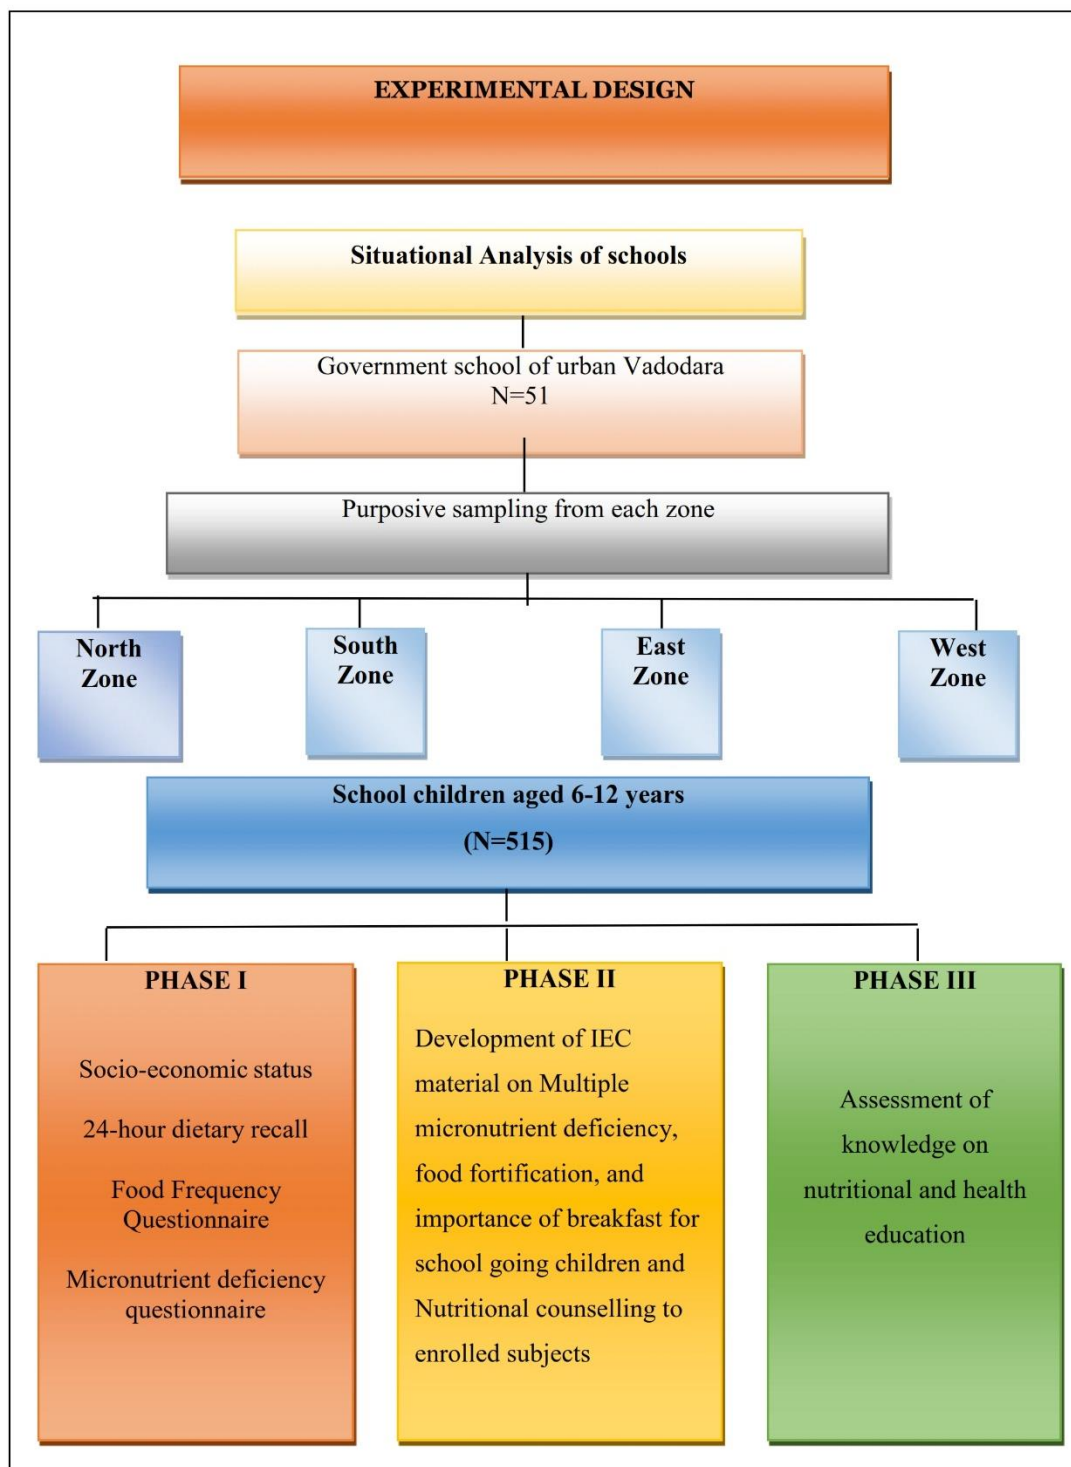 EXPERIMENTAL DESIGN
Situational Analysis of schools
Government school of urban Vadodara
N=51
Purposive sampling from each zone
North
Zone
South
Zone
East
Zone
West
Zone
School children aged 6-12 years
(N=515)
PHASE I
Socio-economic status
24-hour dietary recall
Food Frequency
Questionnaire
Micronutrient deficiency
questionnaire
PHASE II
Development of IEC
material on Multiple
micronutrient deficiency,
food fortification, and
importance of breakfast for
school going children and
Nutritional counselling to
enrolled subjects
PHASE III
Assessment of
knowledge on
nutritional and health
education